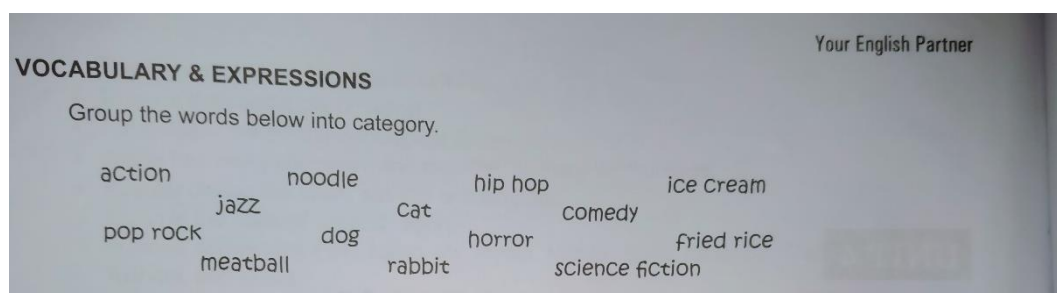 Your English Partner
VOCABULARY & EXPRESSIONS
Group the words below into category.
action noodle hip hop ice cream
jazz cat comedy
pop rock dog horror fried rice
meatball rabbit science fiction